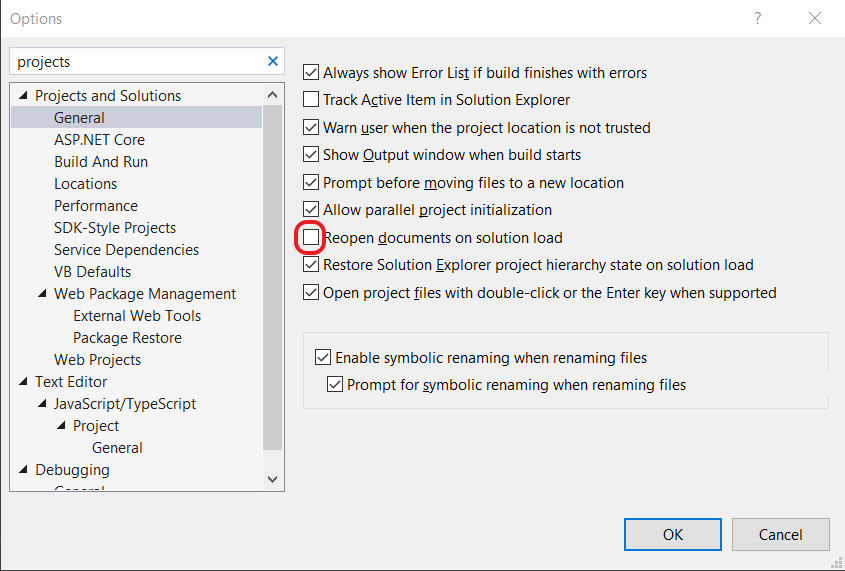 Options
projects
Projects and Solutions
General
ASP.NET Core
Build And Run
Locations
Performance
SDK-Style Projects
Service Dependencies
VB Defaults
Web Package Management
External Web Tools
Package Restore
Web Projects
Text Editor
JavaScript/TypeScript
Project
General
Debugging
General
Always show Error List if build finishes with errors
Track Active Item in Solution Explorer
Warn user when the project location is not trusted
Show Output window when build starts
Prompt before moving files to a new location
Allow parallel project initialization
Reopen documents on solution load
Restore Solution Explorer project hierarchy state on solution load
Open project files with double-click or the Enter key when supported
Enable symbolic renaming when renaming files
Prompt for symbolic renaming when renaming files
OK
Cancel